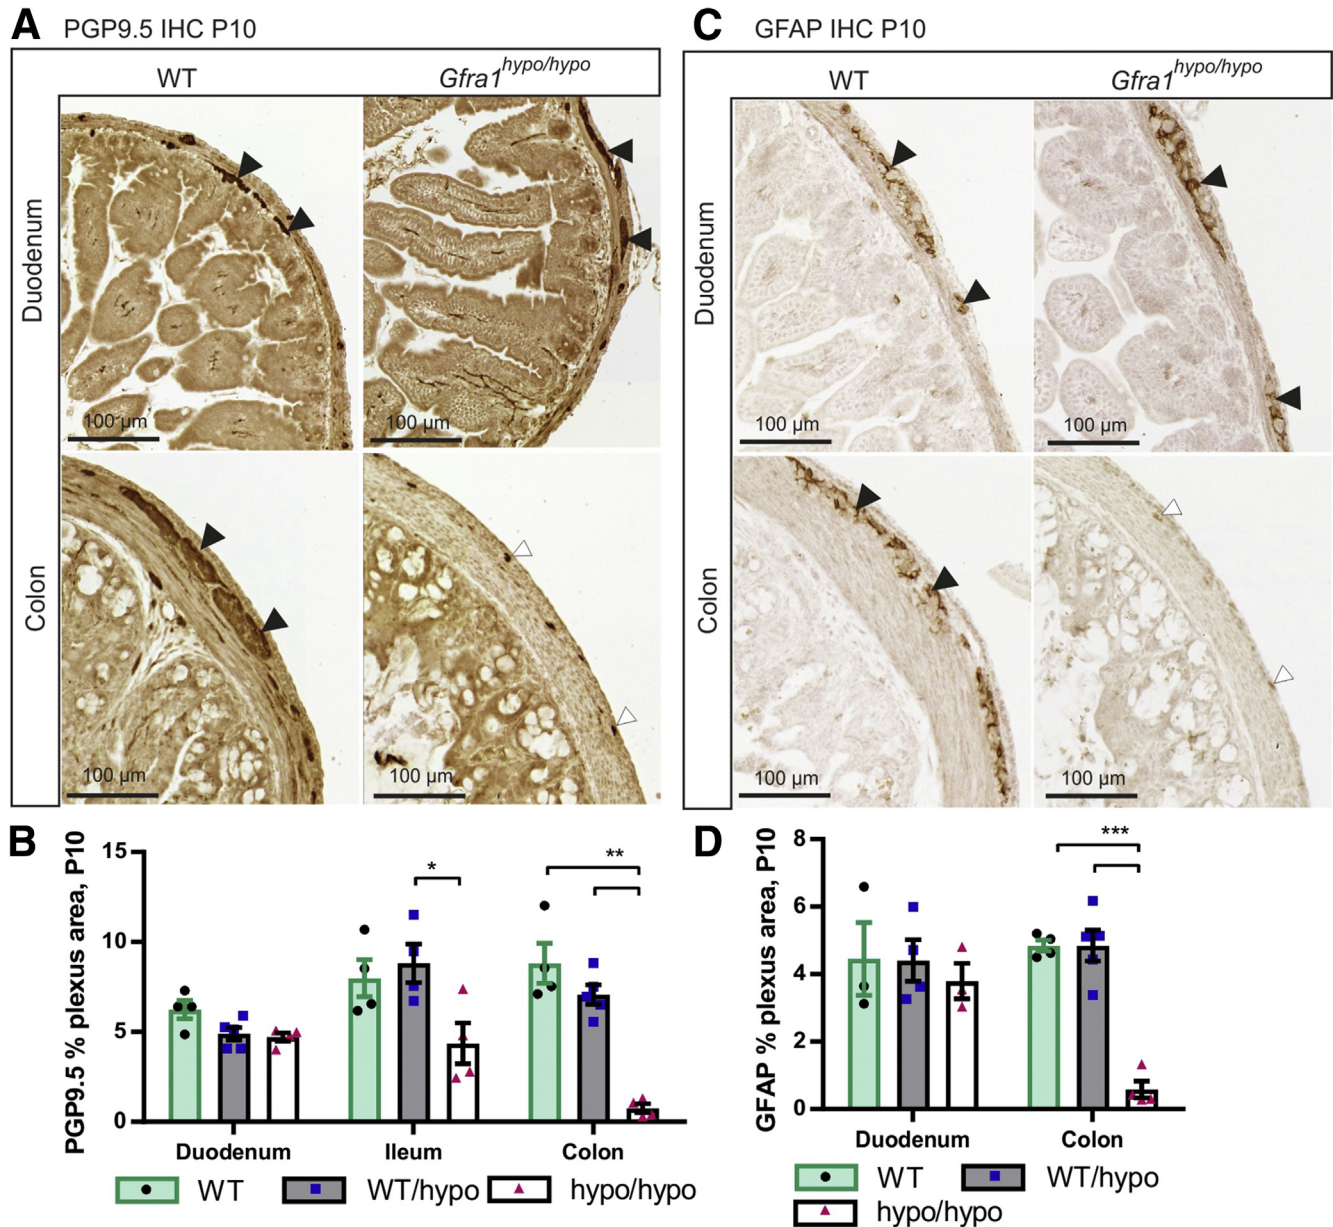 A PGP9.5 IHC P10
WT Gfra1hypo/hypo
Duodenum
100 µm 100 µm
Colon
100 µm 100 µm
C GFAP IHC P10
WT Gfra1hypo/hypo
Duodenum
100 µm 100 µm
Colon
100 µm 100 µm
B
PGP9.5 % plexus area, P10
15
10
5
0
*
**
Duodenum Ileum Colon
WT WT/hypo hypo/hypo
D
GFAP % plexus area, P10
8
6
4
2
0
***
Duodenum Colon
WT WT/hypo
hypo/hypo